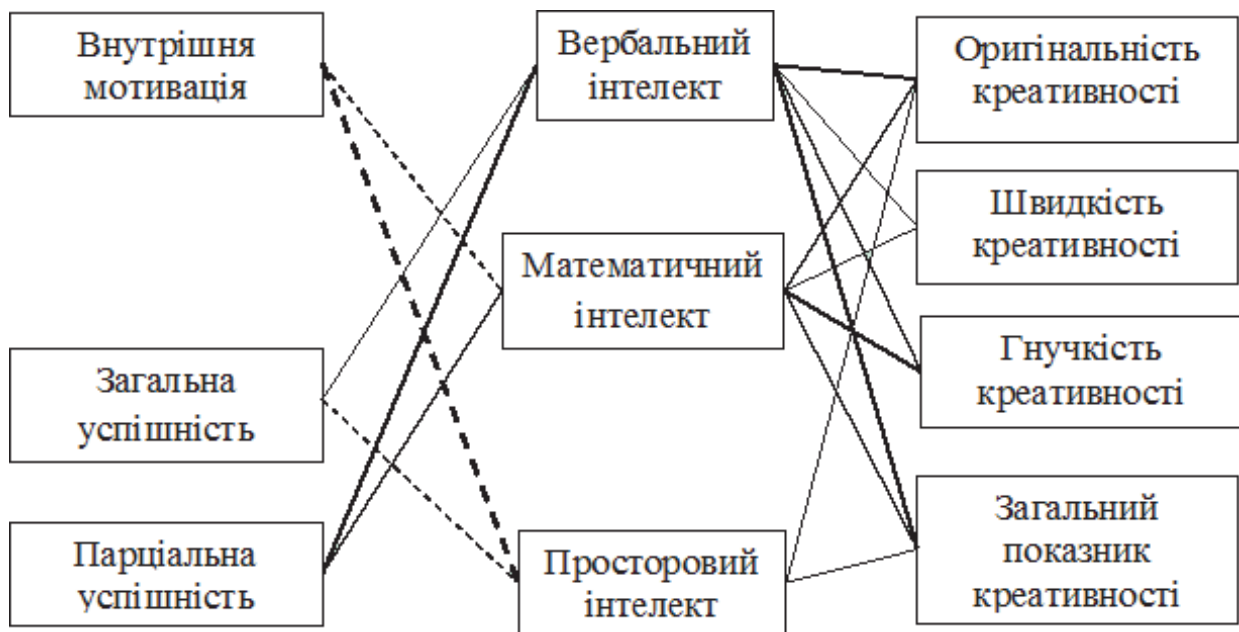 Внутрішня
мотивація
Загальна
успішність
Парціальна
успішність
Вербальний
інтелект
Математичний
інтелект
Просторовий
інтелект
Оригінальність
креативності
Швидкість
креативності
Гнучкість
креативності
Загальний
показник
креативності